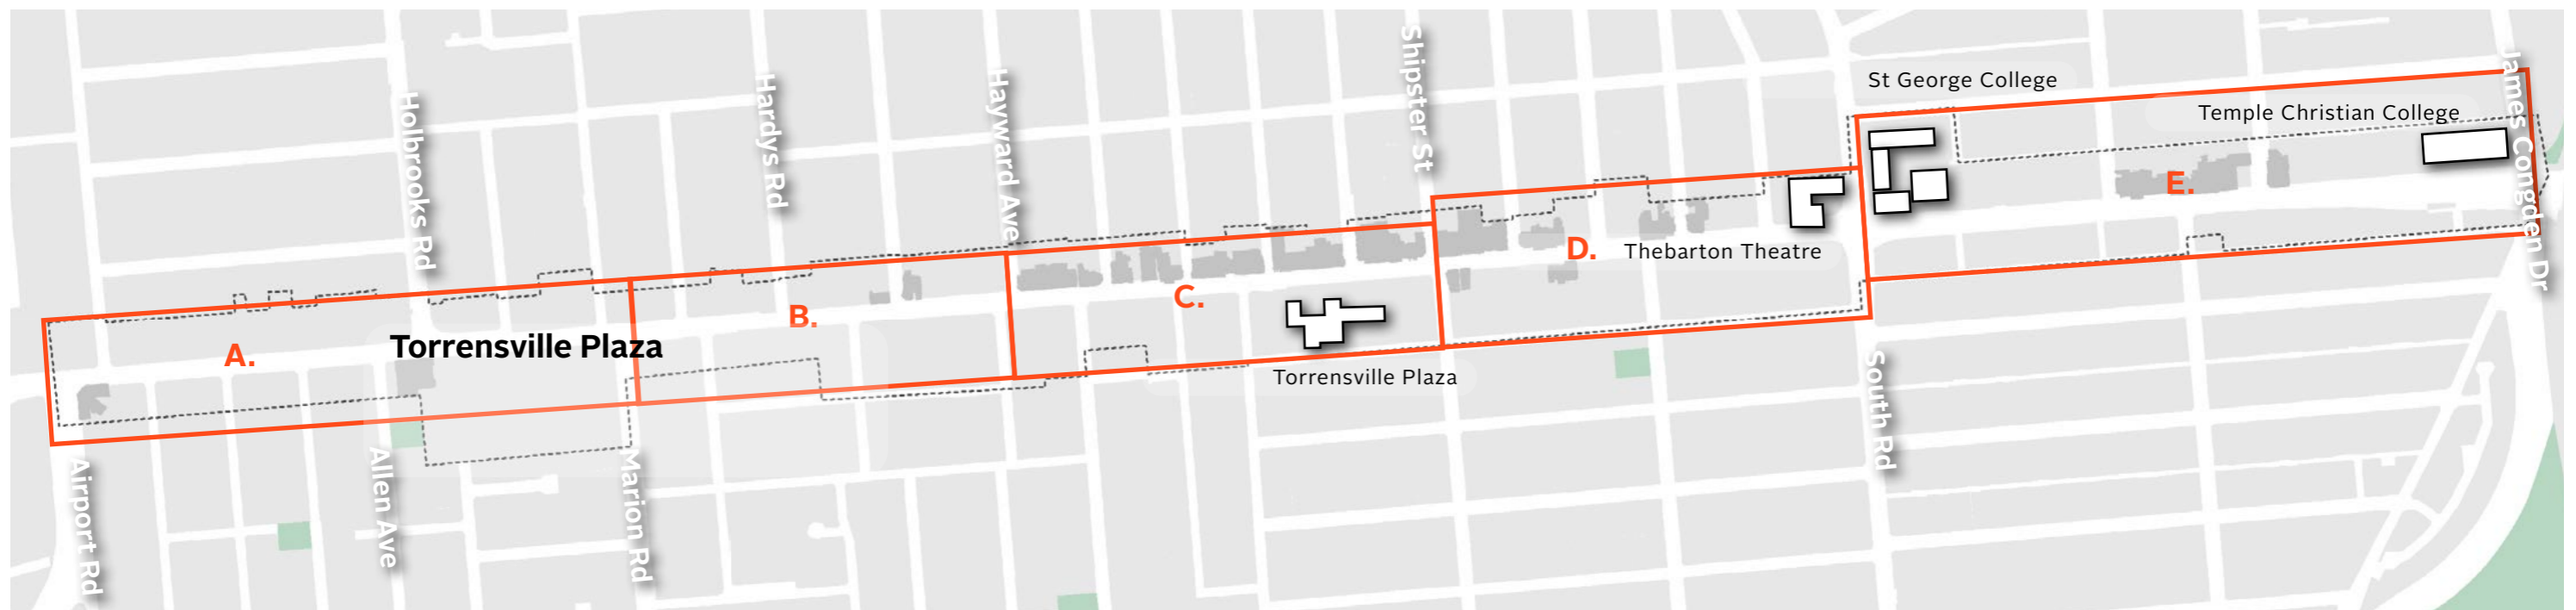 Holbrooks Rd
Hardys Rd
Hayward Ave
Shipster St
St George College
Temple Christian College
James Congdon Dr
A.
Torrensville Plaza
B.
C.
D.
Thebarton Theatre
E.
Torrensville Plaza
Airport Rd
Allen Ave
Marion Rd
South Rd